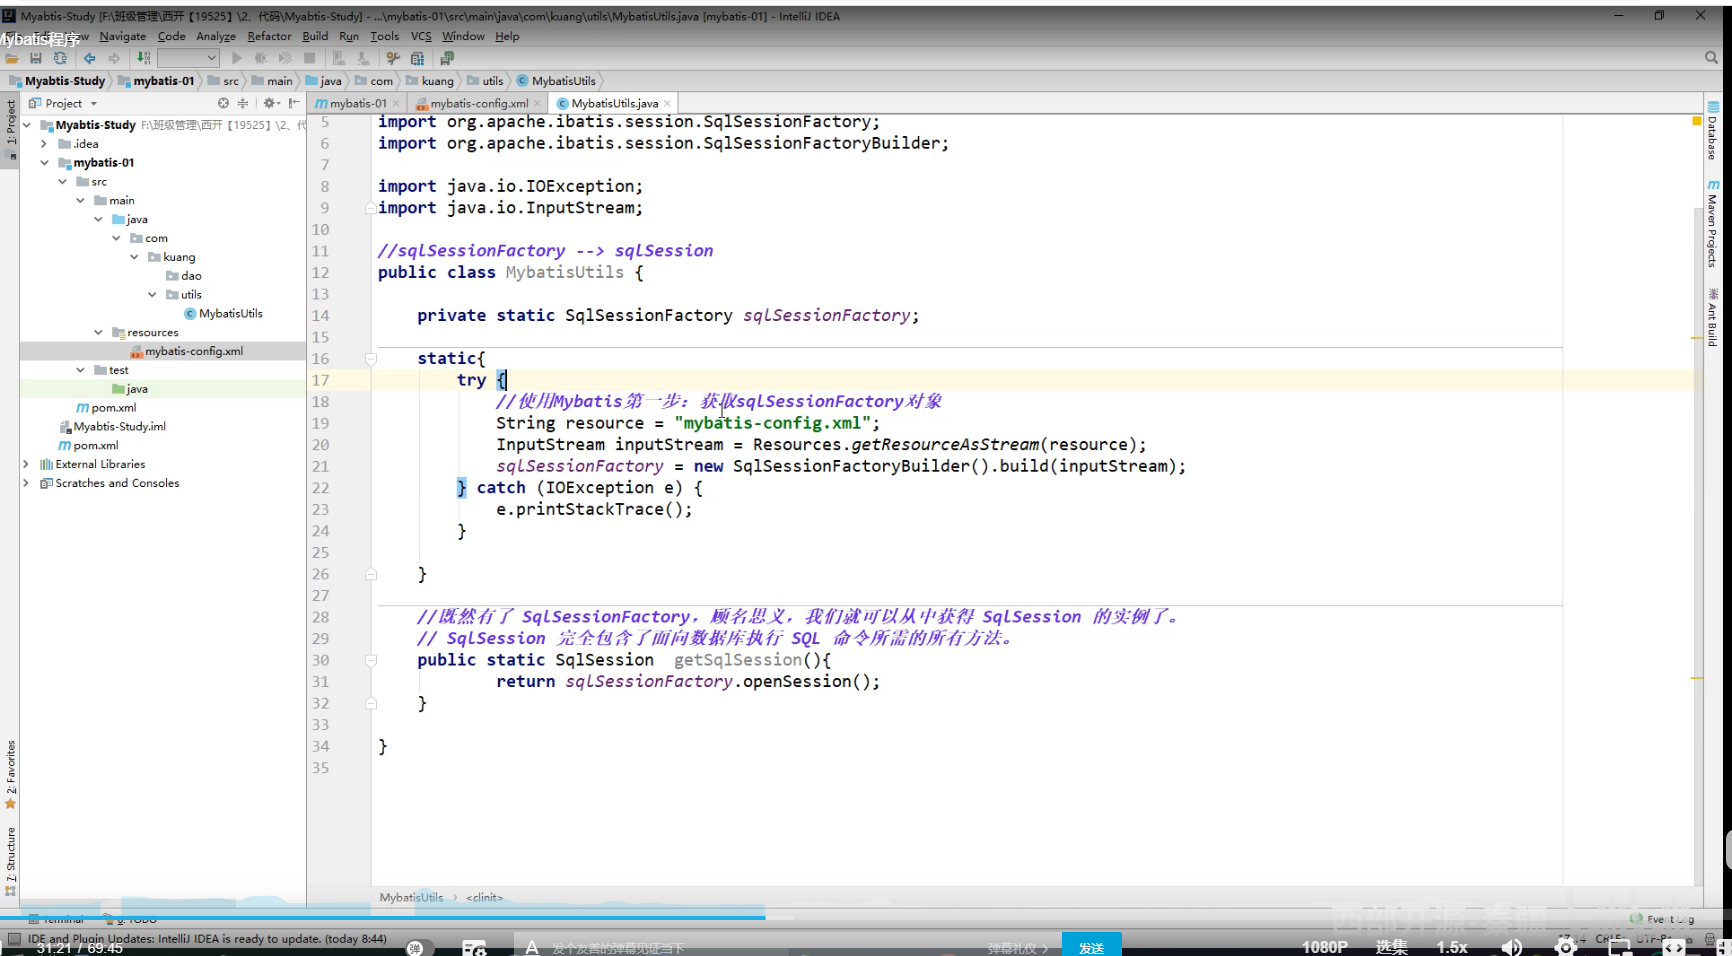 Myabtis-Study [F:\班级管理\西开【19525】\2、代码\Myabtis-Study] - ...\mybatis-01\src\main\java\com\kuang\utils\MybatisUtils.java [mybatis-01] - IntelliJ IDEA
Mybatis程序
Navigate Code Analyze Refactor Build Run Tools VCS Window Help
Myabtis-Study mybatis-01 src main java com kuang utils MybatisUtils
Project
mybatis-01 mybatis-config.xml MybatisUtils.java
1: Project
Myabtis-Study F:\班级管理\西开【19525】\2、代
.idea
mybatis-01
src
main
java
com
kuang
dao
utils
MybatisUtils
resources
mybatis-config.xml
test
java
pom.xml
Myabtis-Study.iml
pom.xml
External Libraries
Scratches and Consoles
2: Favorites
7: Structure
5 import org.apache.ibatis.session.SqlSessionFactory;
6 import org.apache.ibatis.session.SqlSessionFactoryBuilder;
7
8 import java.io.IOException;
9 import java.io.InputStream;
10
11 //sqlSessionFactory --> sqlSession
12 public class MybatisUtils {
13
14 private static SqlSessionFactory sqlSessionFactory;
15
16 static{
17 try {
18 //使用Mybatis第一步：获取sqlSessionFactory对象
19 String resource = "mybatis-config.xml";
20 InputStream inputStream = Resources.getResourceAsStream(resource);
21 sqlSessionFactory = new SqlSessionFactoryBuilder().build(inputStream);
22 } catch (IOException e) {
23 e.printStackTrace();
24 }
25
26 }
27
28 //既然有了 SqlSessionFactory，顾名思义，我们就可以从中获得 SqlSession 的实例了。
29 // SqlSession 完全包含了面向数据库执行 SQL 命令所需的所有方法。
30 public static SqlSession getSqlSession(){
31 return sqlSessionFactory.openSession();
32 }
33
34 }
35
Database
Maven Projects
Ant Build
MybatisUtils <clinit>
Terminal 6: TODO
Event Log
IDE and Plugin Updates: IntelliJ IDEA is ready to update. (today 8:44)
31:21 / 69:45
弹
发个友善的弹幕见证当下
弹幕礼仪 >
发送
1080P 选集 1.5x